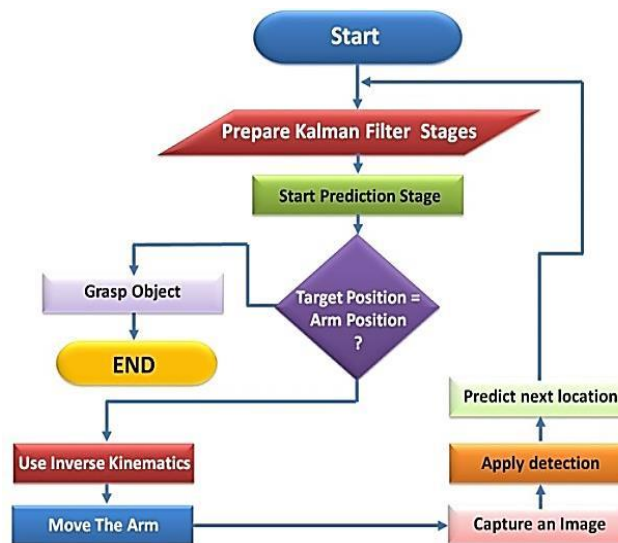 Start
Prepare Kalman Filter Stages
Start Prediction Stage
Target Position =
Arm Position
?
Grasp Object
END
Use Inverse Kinematics
Move The Arm
Predict next location
Apply detection
Capture an Image